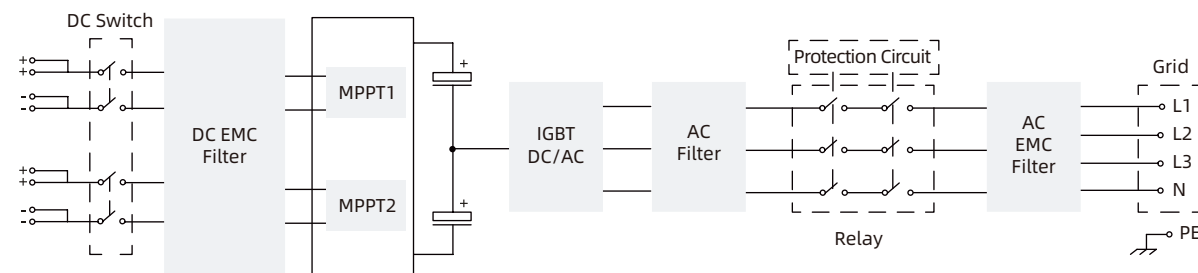 DC Switch
+
+
-
-
+
+
-
-
DC EMC
Filter
MPPT1
MPPT2
+
+
IGBT
DC/AC
AC
Filter
Protection Circuit
Relay
AC
EMC
Filter
Grid
L1
L2
L3
N
PE